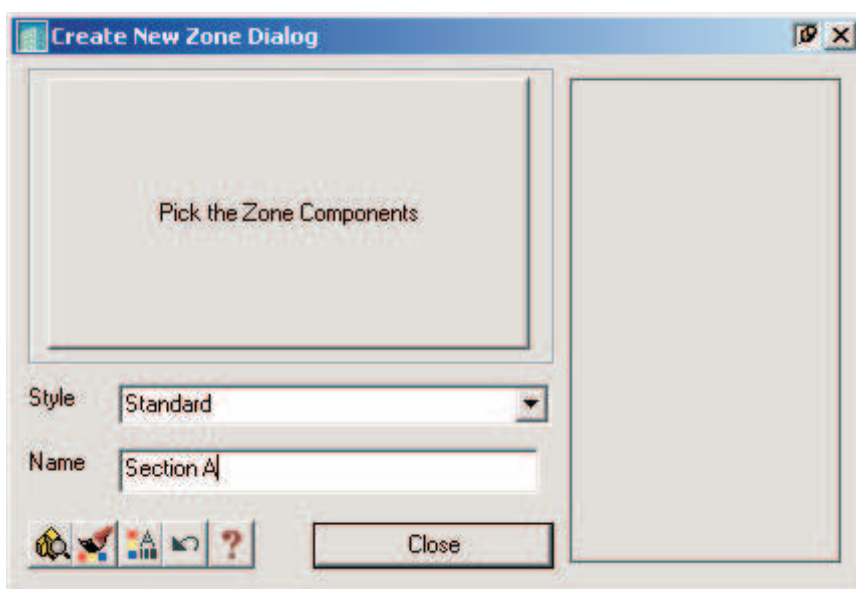 Create New Zone Dialog
Pick the Zone Components
Style
Standard
Name
Section A
Close